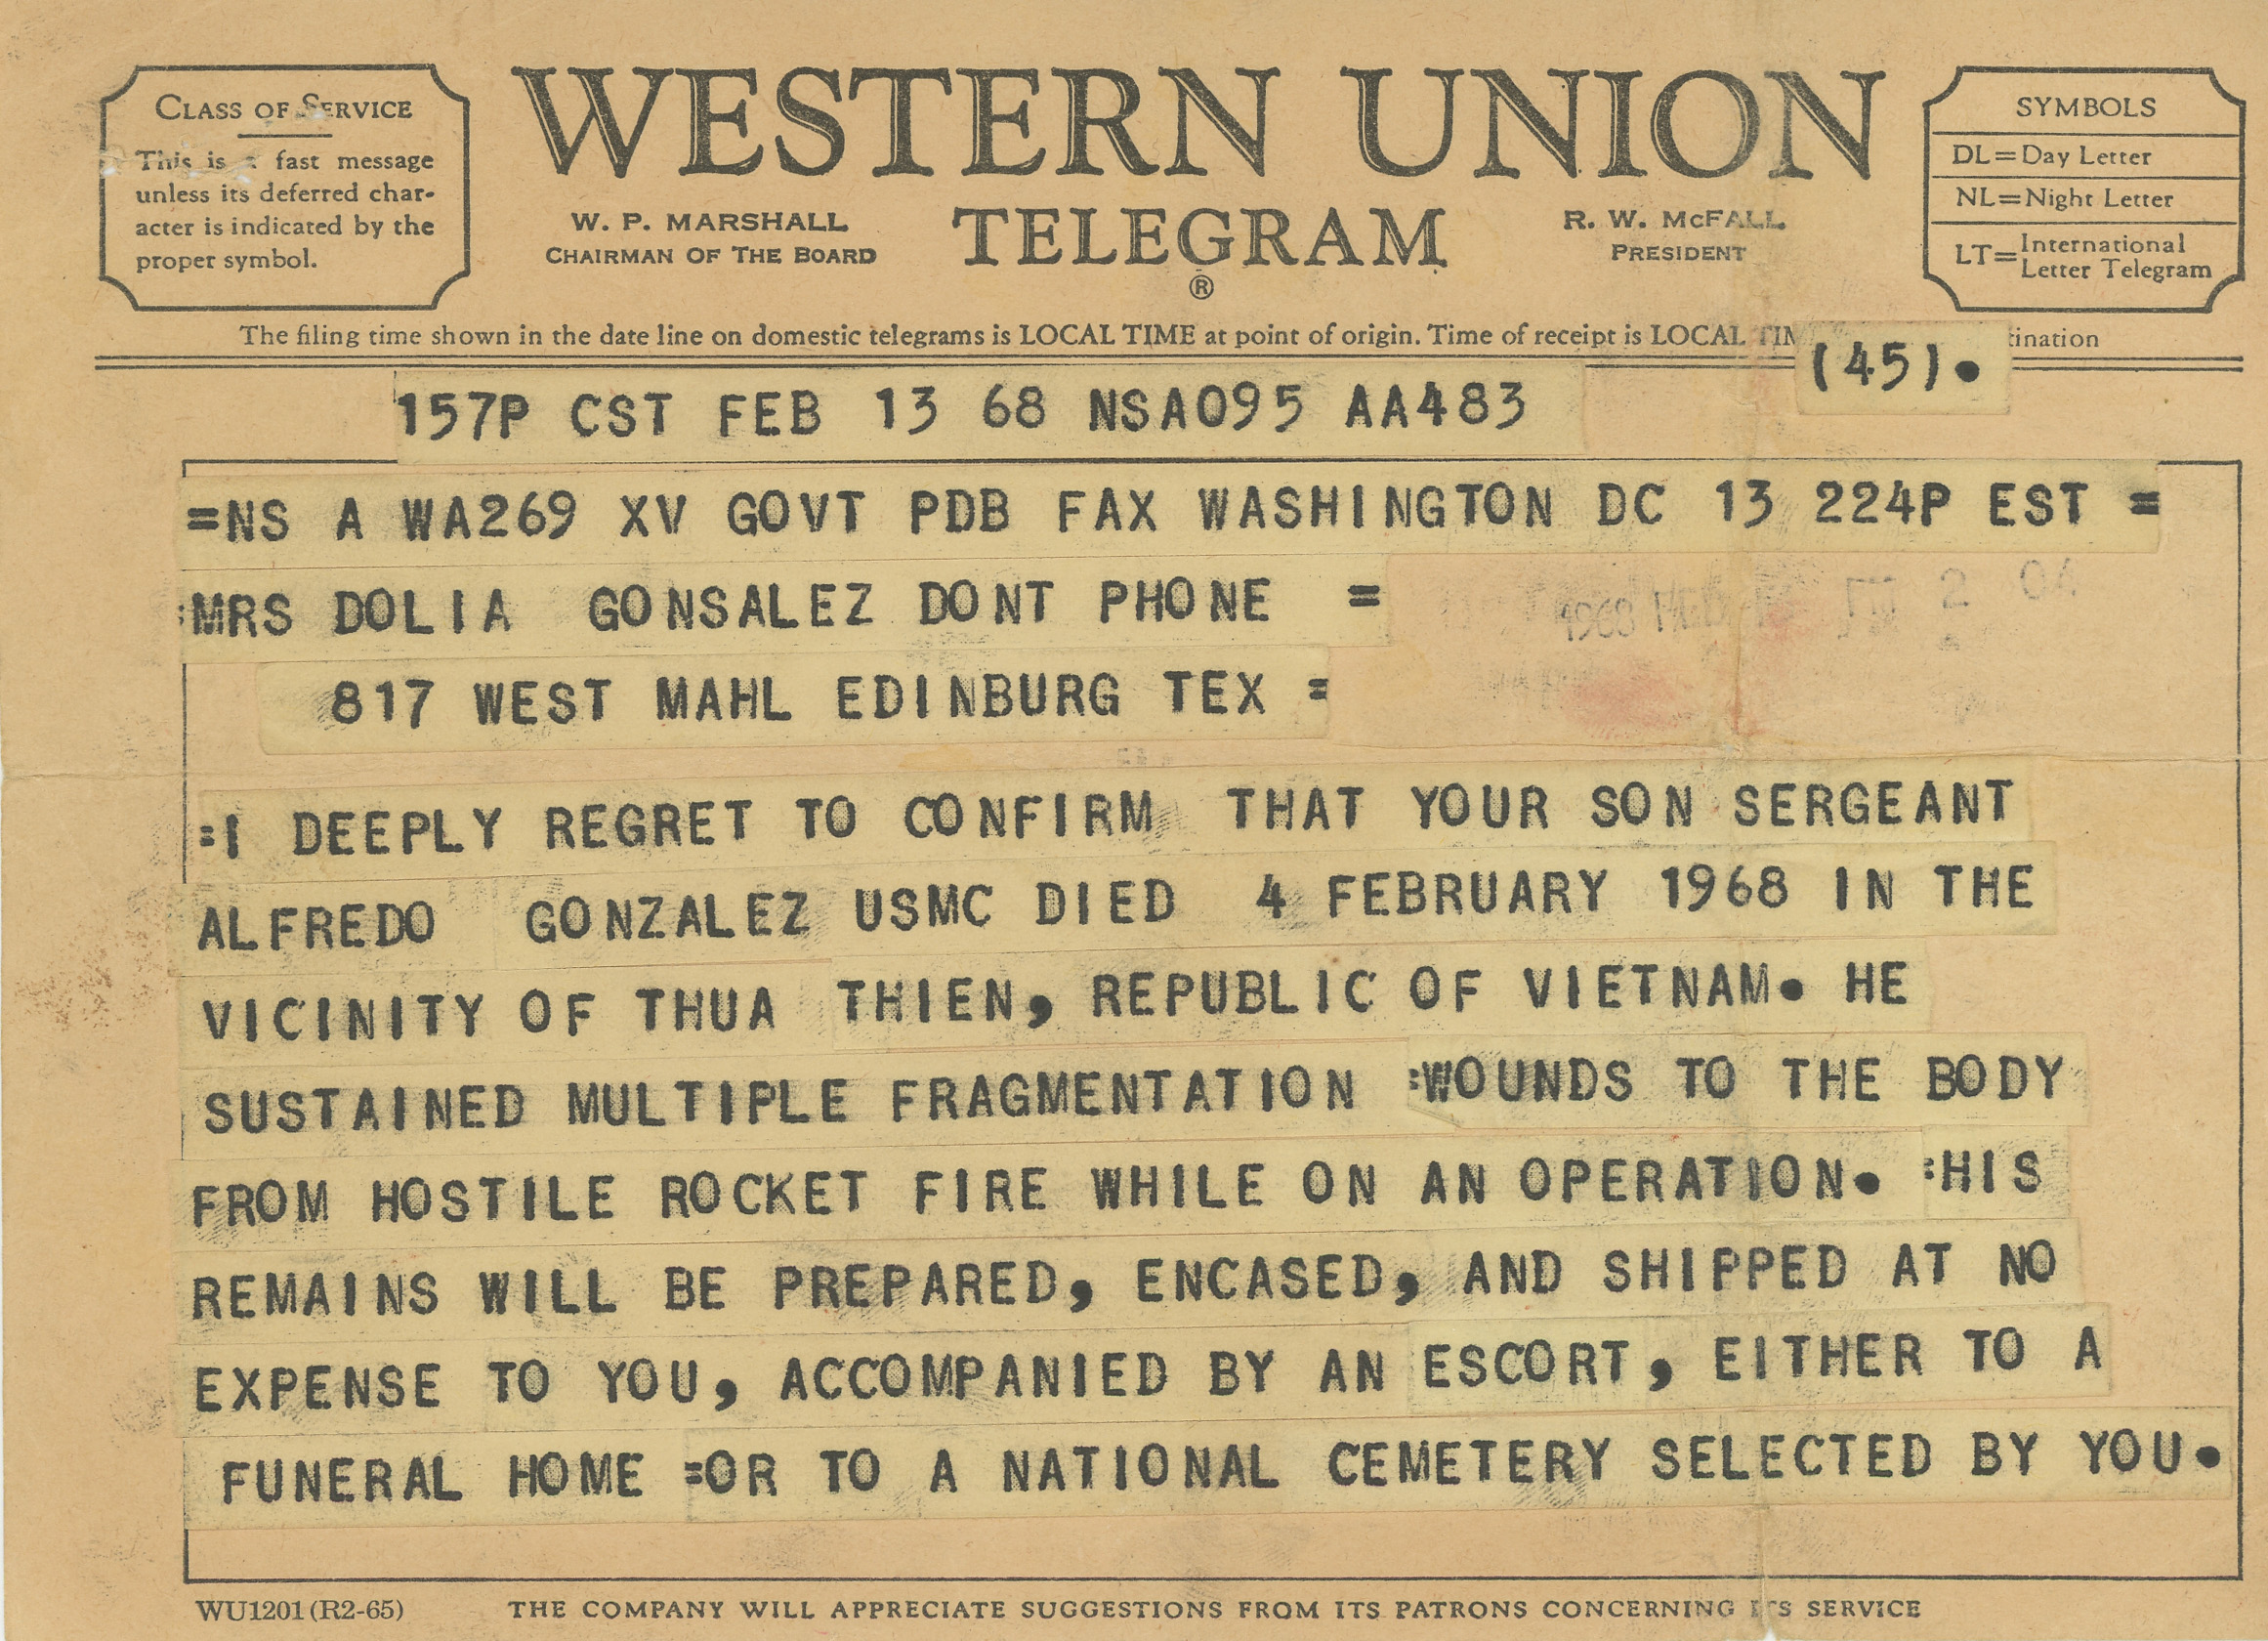 CLASS OF SERVICE
This is a fast message
unless its deferred char-
acter is indicated by the
proper symbol.
WESTERN UNION
TELEGRAM
®
W. P. MARSHALL
CHAIRMAN OF THE BOARD
R. W. McFALL
PRESIDENT
SYMBOLS
DL=Day Letter
NL=Night Letter
LT=International
Letter Telegram
The filing time shown in the date line on domestic telegrams is LOCAL TIME at point of origin. Time of receipt is LOCAL TIM tination
(45).
157P CST FEB 13 68 NSA095 AA483
=NS A WA269 XV GOVT PDB FAX WASHINGTON DC 13 224P EST =
:MRS DOLIA GONSALEZ DONT PHONE =
1968 FEB PM 2 04
817 WEST MAHL EDINBURG TEX =
=I DEEPLY REGRET TO CONFIRM THAT YOUR SON SERGEANT
ALFREDO GONZALEZ USMC DIED 4 FEBRUARY 1968 IN THE
VICINITY OF THUA THIEN, REPUBLIC OF VIETNAM. HE
SUSTAINED MULTIPLE FRAGMENTATION :WOUNDS TO THE BODY
FROM HOSTILE ROCKET FIRE WHILE ON AN OPERATION. :HIS
REMAINS WILL BE PREPARED, ENCASED, AND SHIPPED AT NO
EXPENSE TO YOU, ACCOMPANIED BY AN ESCORT, EITHER TO A
FUNERAL HOME =OR TO A NATIONAL CEMETERY SELECTED BY YOU.
WU1201 (R2-65)
THE COMPANY WILL APPRECIATE SUGGESTIONS FROM ITS PATRONS CONCERNING ITS SERVICE